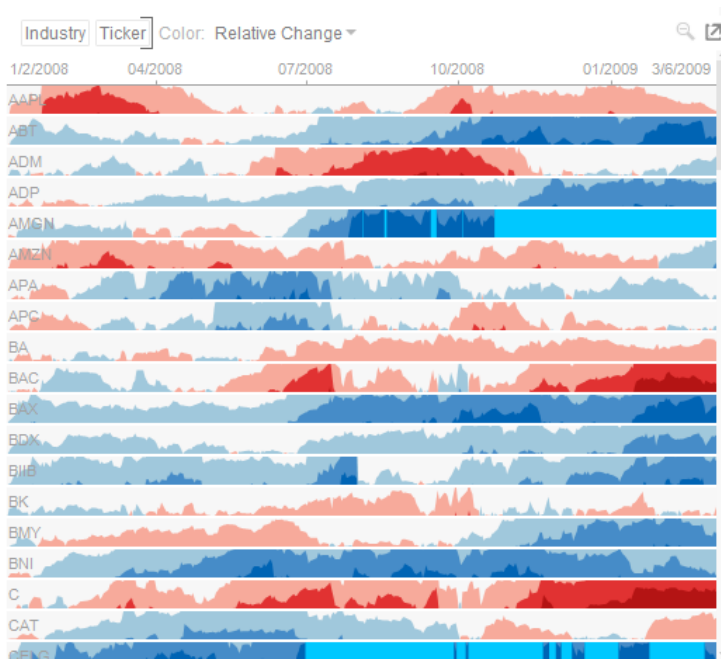 Industry Ticker Color: Relative Change
1/2/2008 04/2008 07/2008 10/2008 01/2009 3/6/2009
AAPL
ABT
ADM
ADP
AMGN
AMZN
APA
APC
BA
BAC
BAX
BDX
BIIB
BK
BMY
BNI
C
CAT
CELG